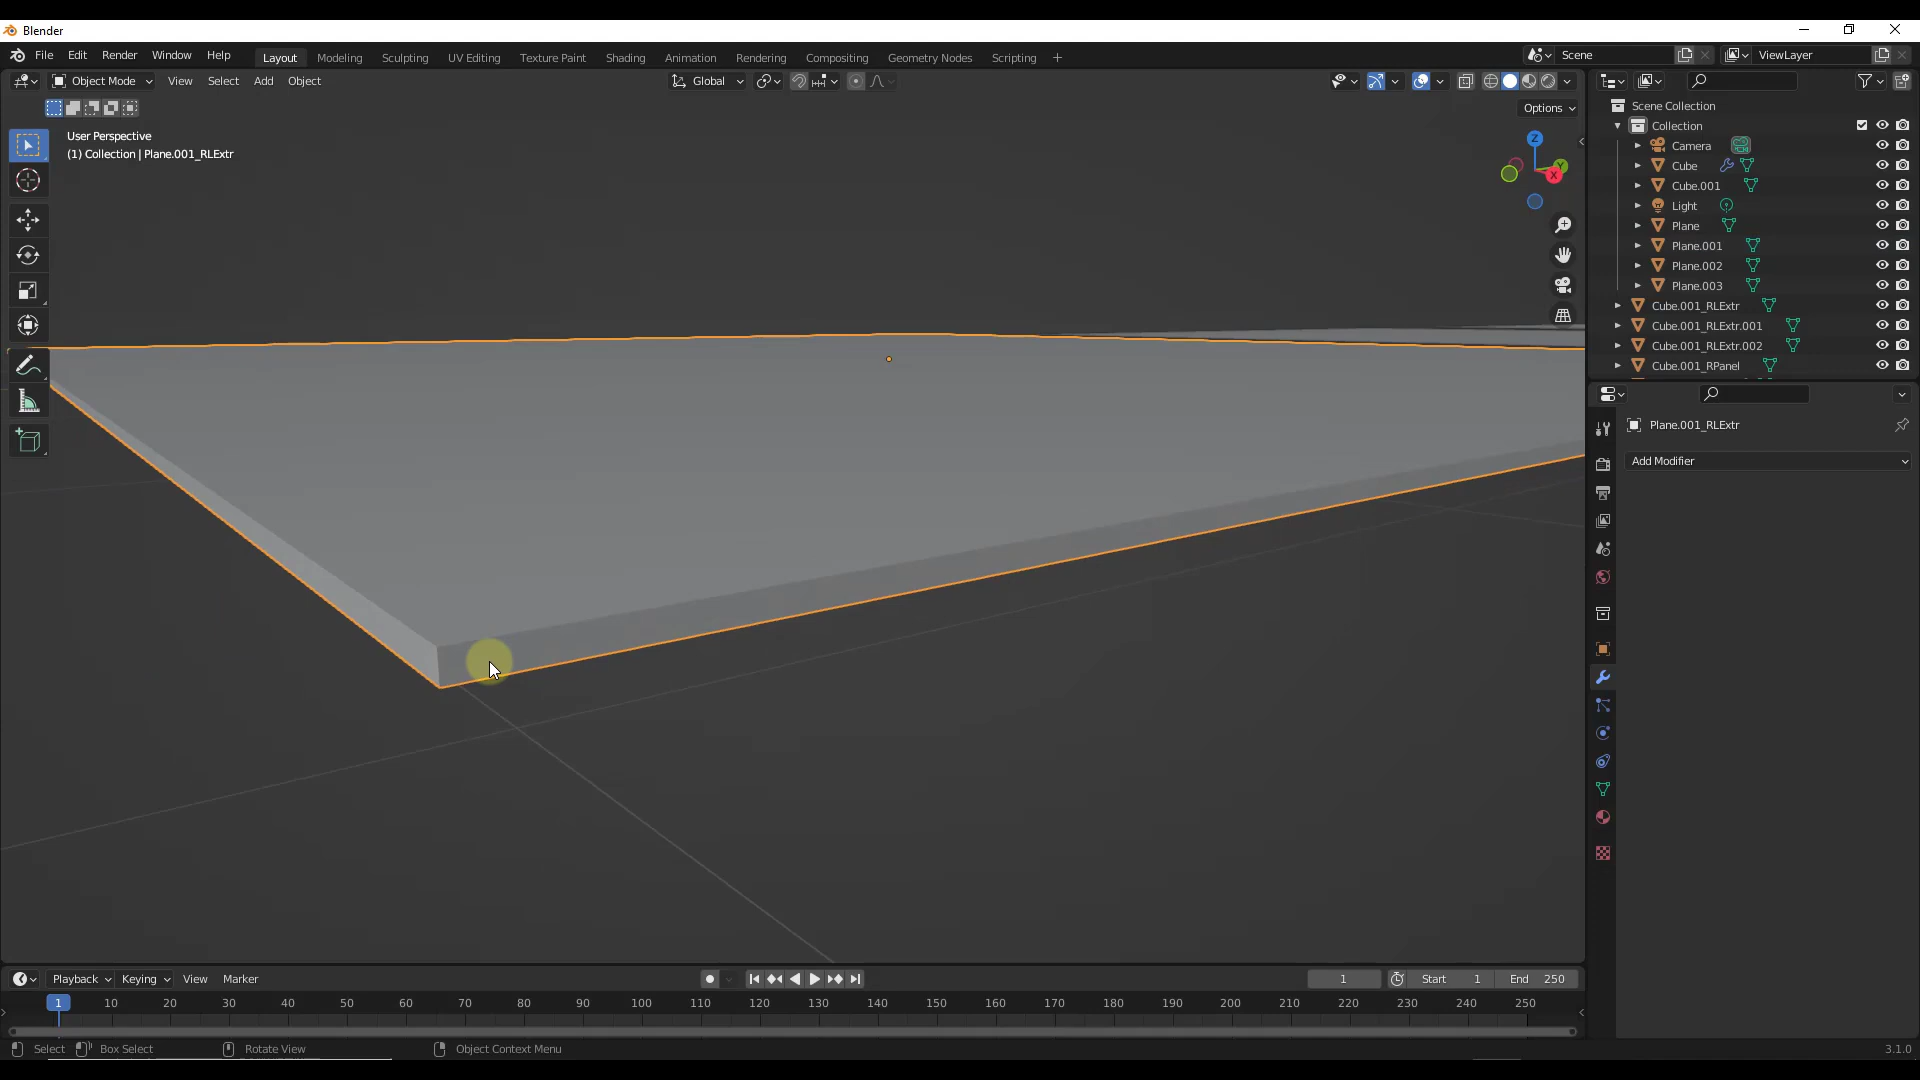 Blender
File Edit Render Window Help Layout Modeling Sculpting UV Editing Texture Paint Shading Animation Rendering Compositing Geometry Nodes Scripting + Scene ViewLayer
Object Mode View Select Add Object Global
Options
User Perspective
(1) Collection | Plane.001_RLExtr
Z
Y
X
Scene Collection
Collection
Camera
Cube
Cube.001
Light
Plane
Plane.001
Plane.002
Plane.003
Cube.001_RLExtr
Cube.001_RLExtr.001
Cube.001_RLExtr.002
Cube.001_RPanel
Plane.001_RLExtr
Add Modifier
Playback Keying View Marker 1 Start 1 End 250
1 10 20 30 40 50 60 70 80 90 100 110 120 130 140 150 160 170 180 190 200 210 220 230 240 250
Select Box Select Rotate View Object Context Menu 3.1.0